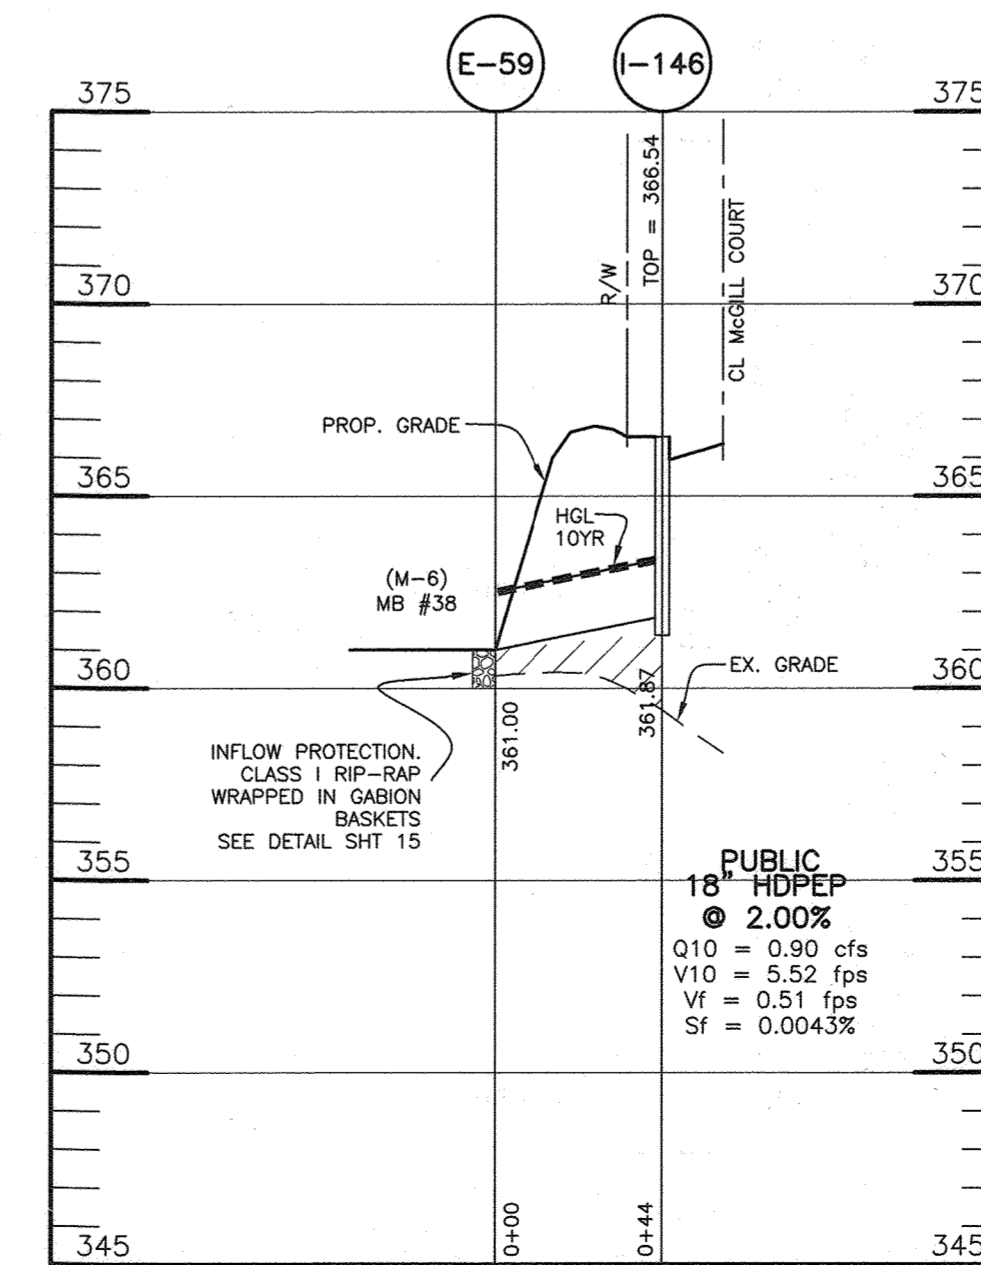 E-59
I-146
375
375
370
370
365
365
360
360
355
355
350
350
345
345
TOP = 366.54
R/W
CL McGILL COURT
PROP. GRADE
HGL
10YR
(M-6)
MB #38
EX. GRADE
361.00
361.87
INFLOW PROTECTION.
CLASS I RIP-RAP
WRAPPED IN GABION
BASKETS
SEE DETAIL SHT 15
PUBLIC
18" HDPEP
@ 2.00%
Q10 = 0.90 cfs
V10 = 5.52 fps
Vf = 0.51 fps
Sf = 0.0043%
0+00
0+44